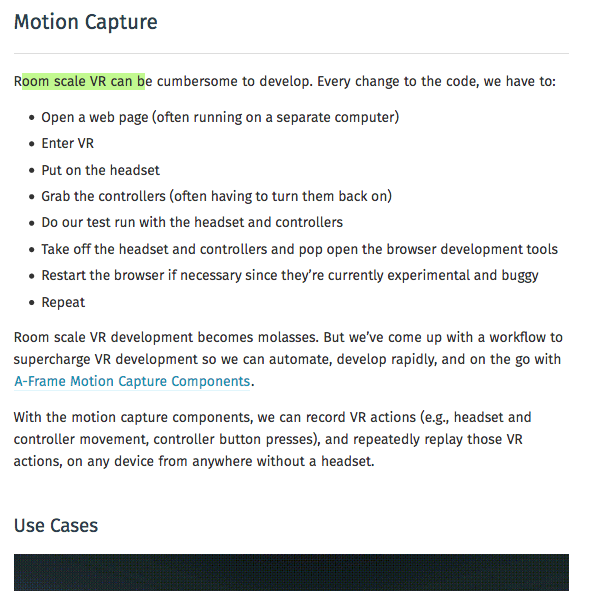 Motion Capture
Room scale VR can be cumbersome to develop. Every change to the code, we have to:
• Open a web page (often running on a separate computer)
• Enter VR
• Put on the headset
• Grab the controllers (often having to turn them back on)
• Do our test run with the headset and controllers
• Take off the headset and controllers and pop open the browser development tools
• Restart the browser if necessary since they’re currently experimental and buggy
• Repeat
Room scale VR development becomes molasses. But we’ve come up with a workflow to
supercharge VR development so we can automate, develop rapidly, and on the go with
A-Frame Motion Capture Components.
With the motion capture components, we can record VR actions (e.g., headset and
controller movement, controller button presses), and repeatedly replay those VR
actions, on any device from anywhere without a headset.
Use Cases